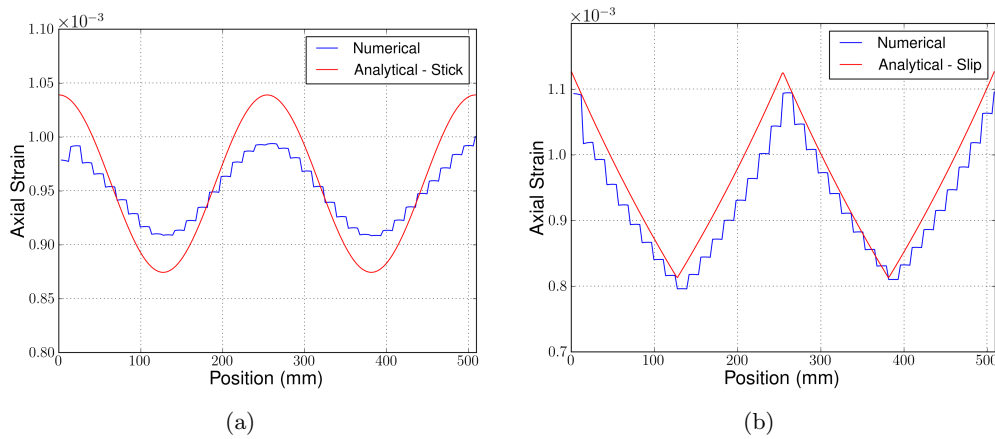 ×10⁻³
1.10
1.05
1.00
0.95
0.90
0.85
0.80
Axial Strain
Numerical
Analytical - Stick
0 100 200 300 400 500
Position (mm)
(a)
×10⁻³
1.1
1.0
0.9
0.8
0.7
Axial Strain
Numerical
Analytical - Slip
0 100 200 300 400 500
Position (mm)
(b)